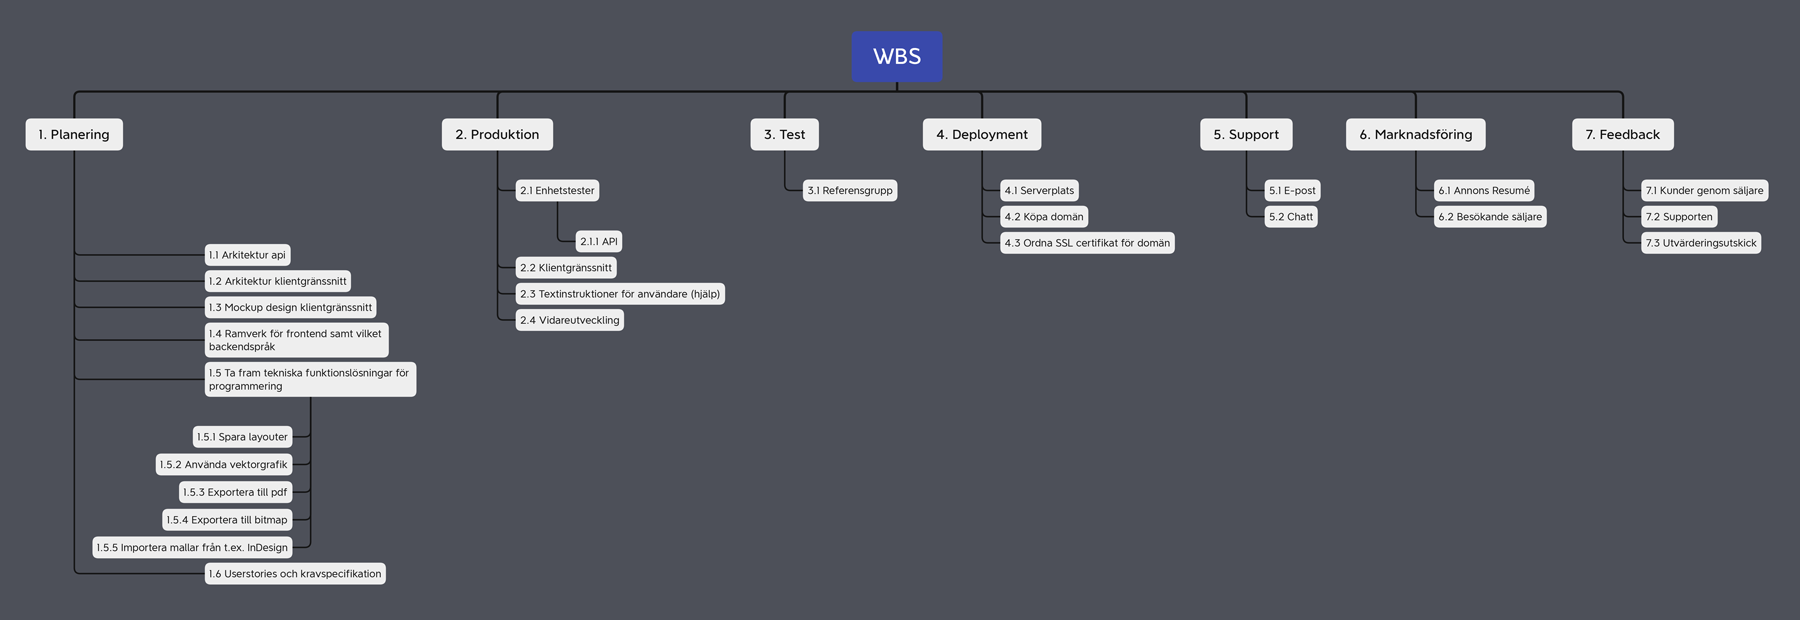 WBS
1. Planering
1.1 Arkitektur api
1.2 Arkitektur klientgränssnitt
1.3 Mockup design klientgränssnitt
1.4 Ramverk för frontend samt vilket
backendspråk
1.5 Ta fram tekniska funktionslösningar för
programmering
1.5.1 Spara layouter
1.5.2 Använda vektorgrafik
1.5.3 Exportera till pdf
1.5.4 Exportera till bitmap
1.5.5 Importera mallar från t.ex. InDesign
1.6 Userstories och kravspecifikation
2. Produktion
2.1 Enhetstester
2.1.1 API
2.2 Klientgränssnitt
2.3 Textinstruktioner för användare (hjälp)
2.4 Vidareutveckling
3. Test
3.1 Referensgrupp
4. Deployment
4.1 Serverplats
4.2 Köpa domän
4.3 Ordna SSL certifikat för domän
5. Support
5.1 E-post
5.2 Chatt
6. Marknadsföring
6.1 Annons Resumé
6.2 Besökande säljare
7. Feedback
7.1 Kunder genom säljare
7.2 Supporten
7.3 Utvärderingsutskick